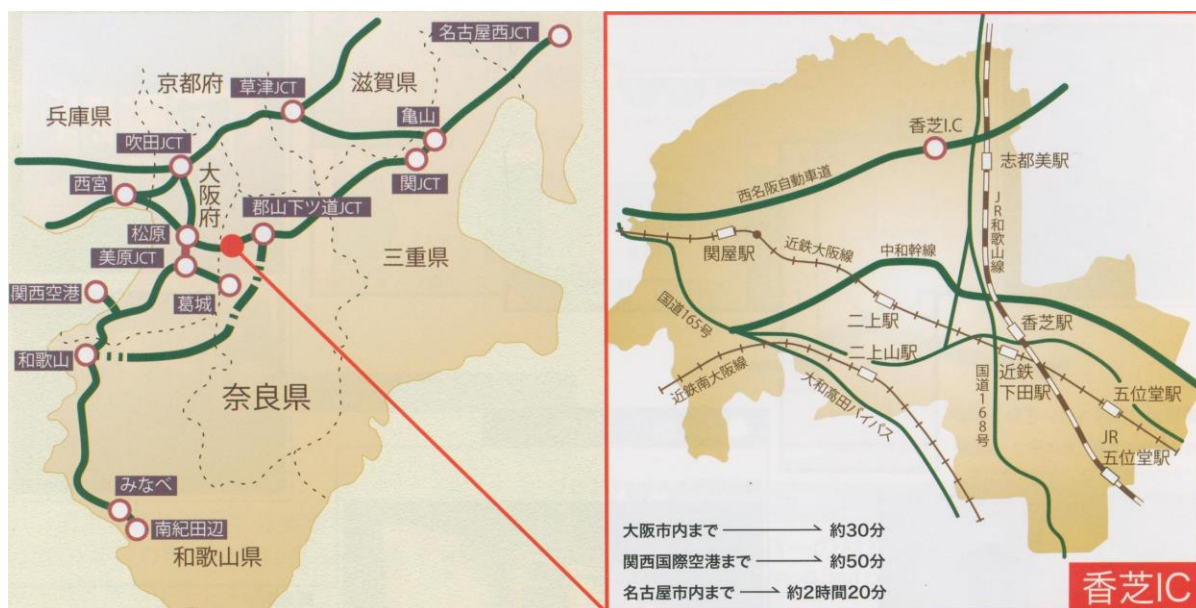 名古屋西JCT
京都府
草津JCT
滋賀県
兵庫県
亀山
吹田JCT
関JCT
西宮
大阪府
郡山下ツ道JCT
松原
美原JCT
三重県
関西空港
葛城
和歌山
奈良県
みなべ
南紀田辺
和歌山県
香芝I.C
志都美駅
西名阪自動車道
JR和歌山線
関屋駅
近鉄大阪線
中和幹線
国道165号
二上駅
香芝駅
二上山駅
近鉄南大阪線
大和高田バイパス
国道168号
近鉄
下田駅
五位堂駅
JR
五位堂駅
大阪市内まで 約30分
関西国際空港まで 約50分
名古屋市内まで 約2時間20分
香芝IC